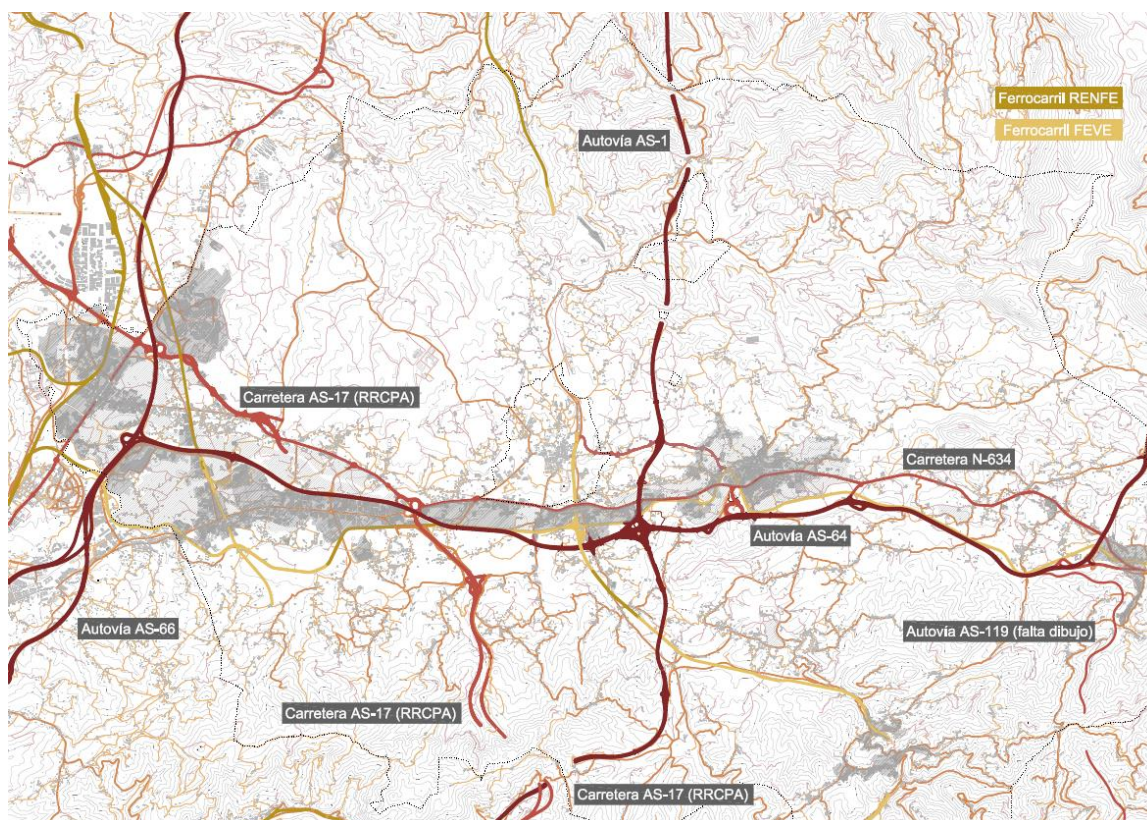 Ferrocarril RENFE
Ferrocarril FEVE
Autovía AS-1
Carretera AS-17 (RRCPA)
Carretera N-634
Autovía AS-64
Autovía AS-66
Autovía AS-119 (falta dibujo)
Carretera AS-17 (RRCPA)
Carretera AS-17 (RRCPA)